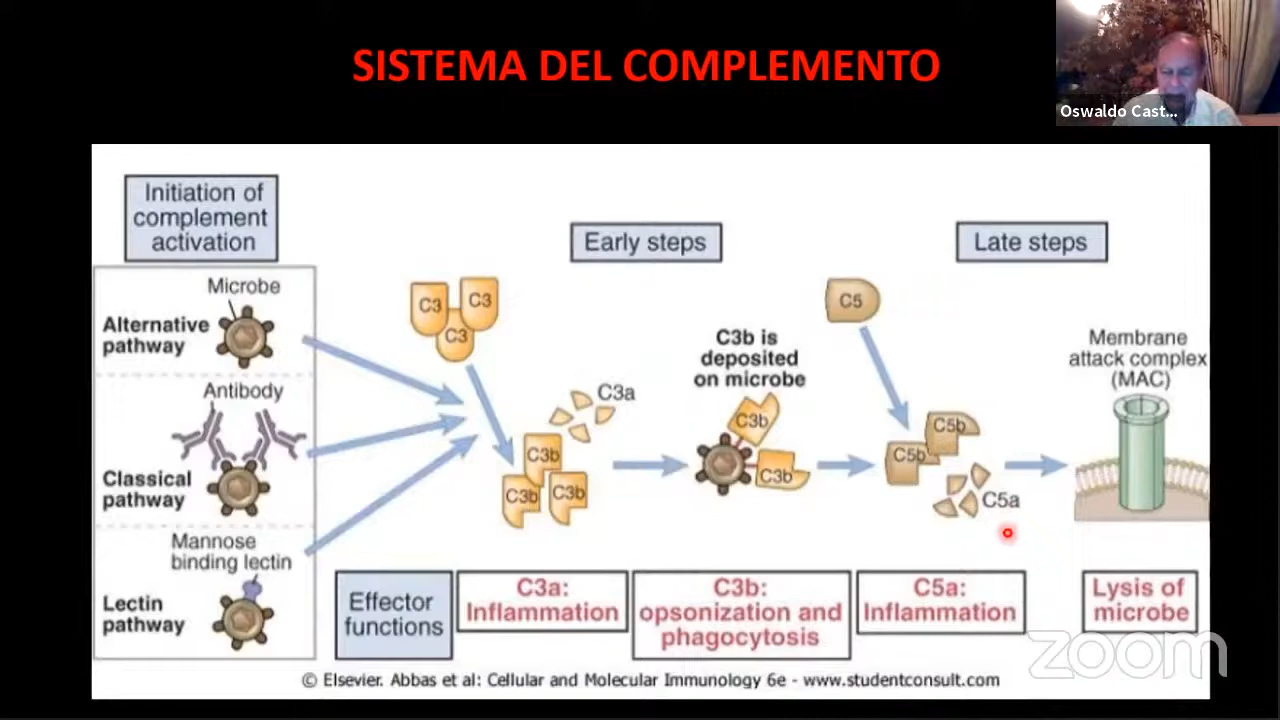 SISTEMA DEL COMPLEMENTO
Oswaldo Cast...
Initiation of
complement
activation
Early steps
Late steps
Microbe
Alternative
pathway
Antibody
Classical
pathway
Mannose
binding lectin
Lectin
pathway
C3
C3
C3
C3a
C3b
C3b
C3b
C3b is
deposited
on microbe
C3b
C3b
C5
C5b
C5b
C5a
Membrane
attack complex
(MAC)
Effector
functions
C3a:
Inflammation
C3b:
opsonization and
phagocytosis
C5a:
Inflammation
Lysis of
microbe
zoom
© Elsevier. Abbas et al: Cellular and Molecular Immunology 6e - www.studentconsult.com